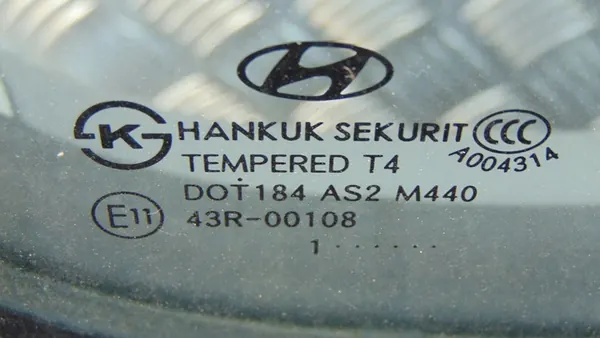 K HANKUK SEKURIT CCC
A004314
TEMPERED T4
DOT184 AS2 M440
E11 43R-00108
1 ······